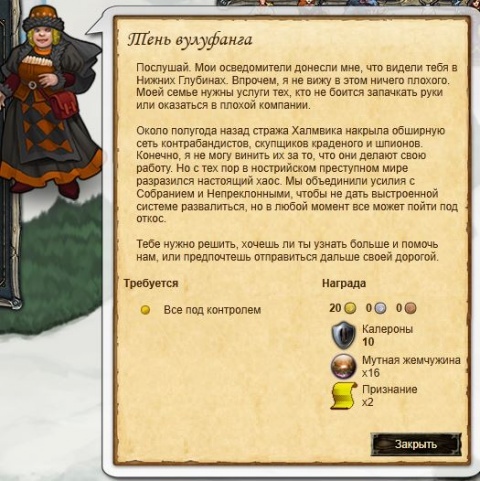 Тень вулуфанга
Послушай. Мои осведомители донесли мне, что видели тебя в
Нижних Глубинах. Впрочем, я не вижу в этом ничего плохого.
Моей семье нужны услуги тех, кто не боится запачкать руки
или оказаться в плохой компании.
Около полугода назад стража Халмвика накрыла обширную
сеть контрабандистов, скупщиков краденого и шпионов.
Конечно, я не могу винить их за то, что они делают свою
работу. Но с тех пор в нострийском преступном мире
разразился настоящий хаос. Мы объединили усилия с
Собранием и Непреклонными, чтобы не дать выстроенной
системе развалиться, но в любой момент все может пойти под
откос.
Тебе нужно решить, хочешь ли ты узнать больше и помочь
нам, или предпочтешь отправиться дальше своей дорогой.
Требуется
Все под контролем
Награда
20 0 0
Калероны
10
Мутная жемчужина
x16
Признание
x2
Закрыть